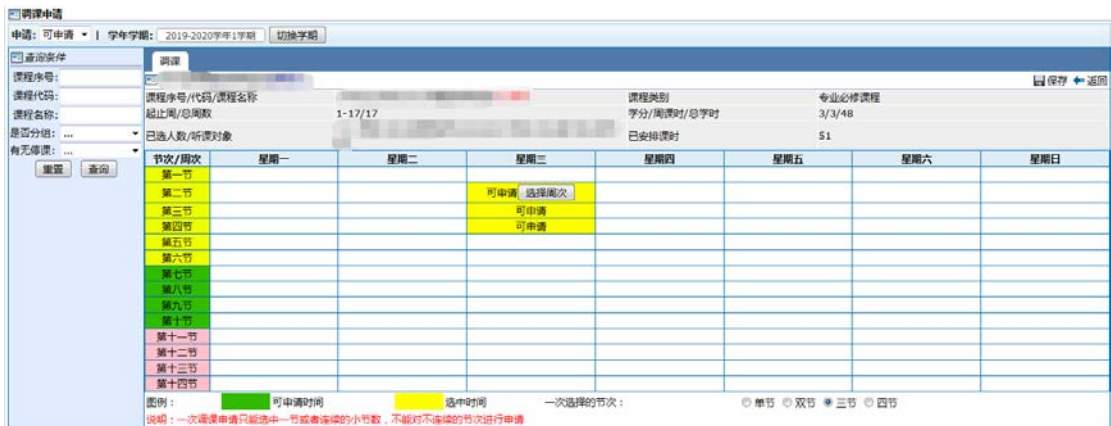 调课申请
申请: 可申请 | 学年学期: 2019-2020学年1学期 切换学期
查询条件
课程序号:
课程代码:
课程名称:
是否分组: ...
有无停课: ...
重置 查询
调课
保存 返回
课程序号/代码/课程名称 课程类别 专业必修课程
起止周/总周数 1-17/17 学分/周课时/总学时 3/3/48
已选人数/听课对象 已安排课时 51
节次/周次 星期一 星期二 星期三 星期四 星期五 星期六 星期日
第一节
第二节 可申请 选择周次
第三节 可申请
第四节 可申请
第五节
第六节
第七节
第八节
第九节
第十节
第十一节
第十二节
第十三节
第十四节
图例： 可申请时间 选中时间 一次选择的节次： 单节 双节 三节 四节
说明：一次调课申请只能选中一节或者连续的小节数，不能对不连续的节次进行申请